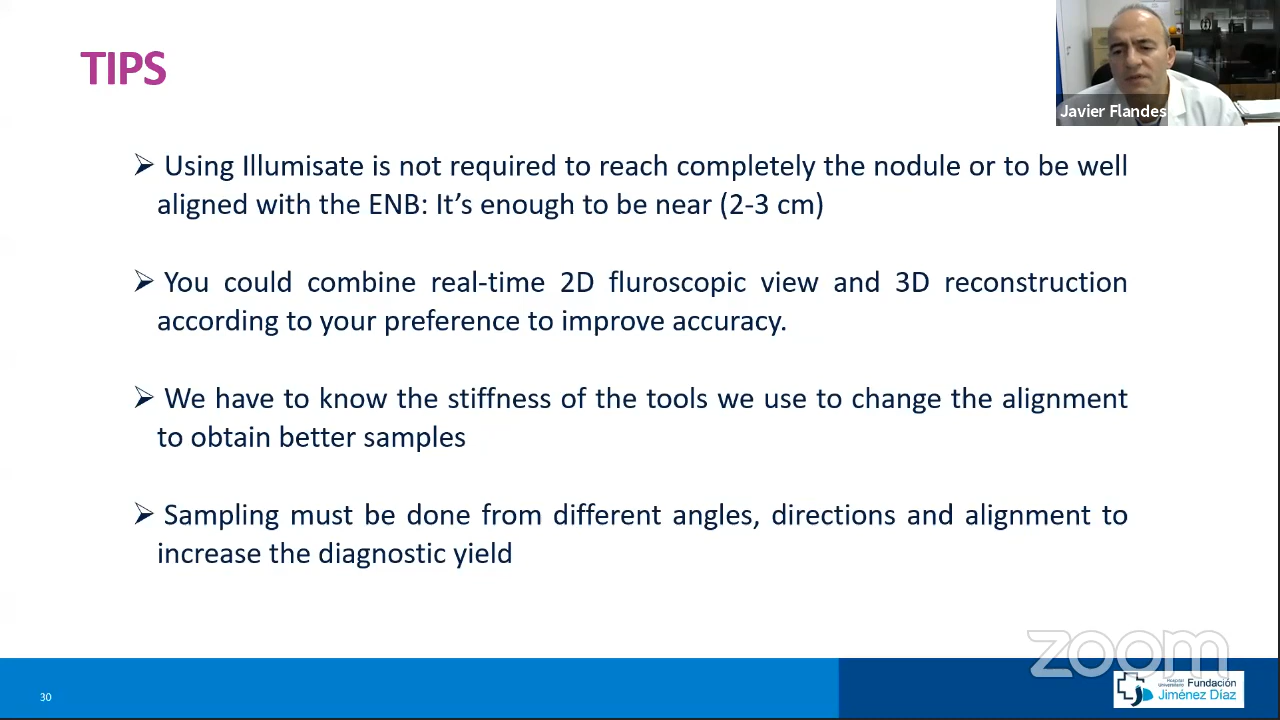 TIPS
Javier Flandes
➢ Using Illumisate is not required to reach completely the nodule or to be well
aligned with the ENB: It’s enough to be near (2-3 cm)
➢ You could combine real-time 2D fluroscopic view and 3D reconstruction
according to your preference to improve accuracy.
➢ We have to know the stiffness of the tools we use to change the alignment
to obtain better samples
➢ Sampling must be done from different angles, directions and alignment to
increase the diagnostic yield
zoom
30
Hospital
Universitario
Fundación
Jiménez Díaz